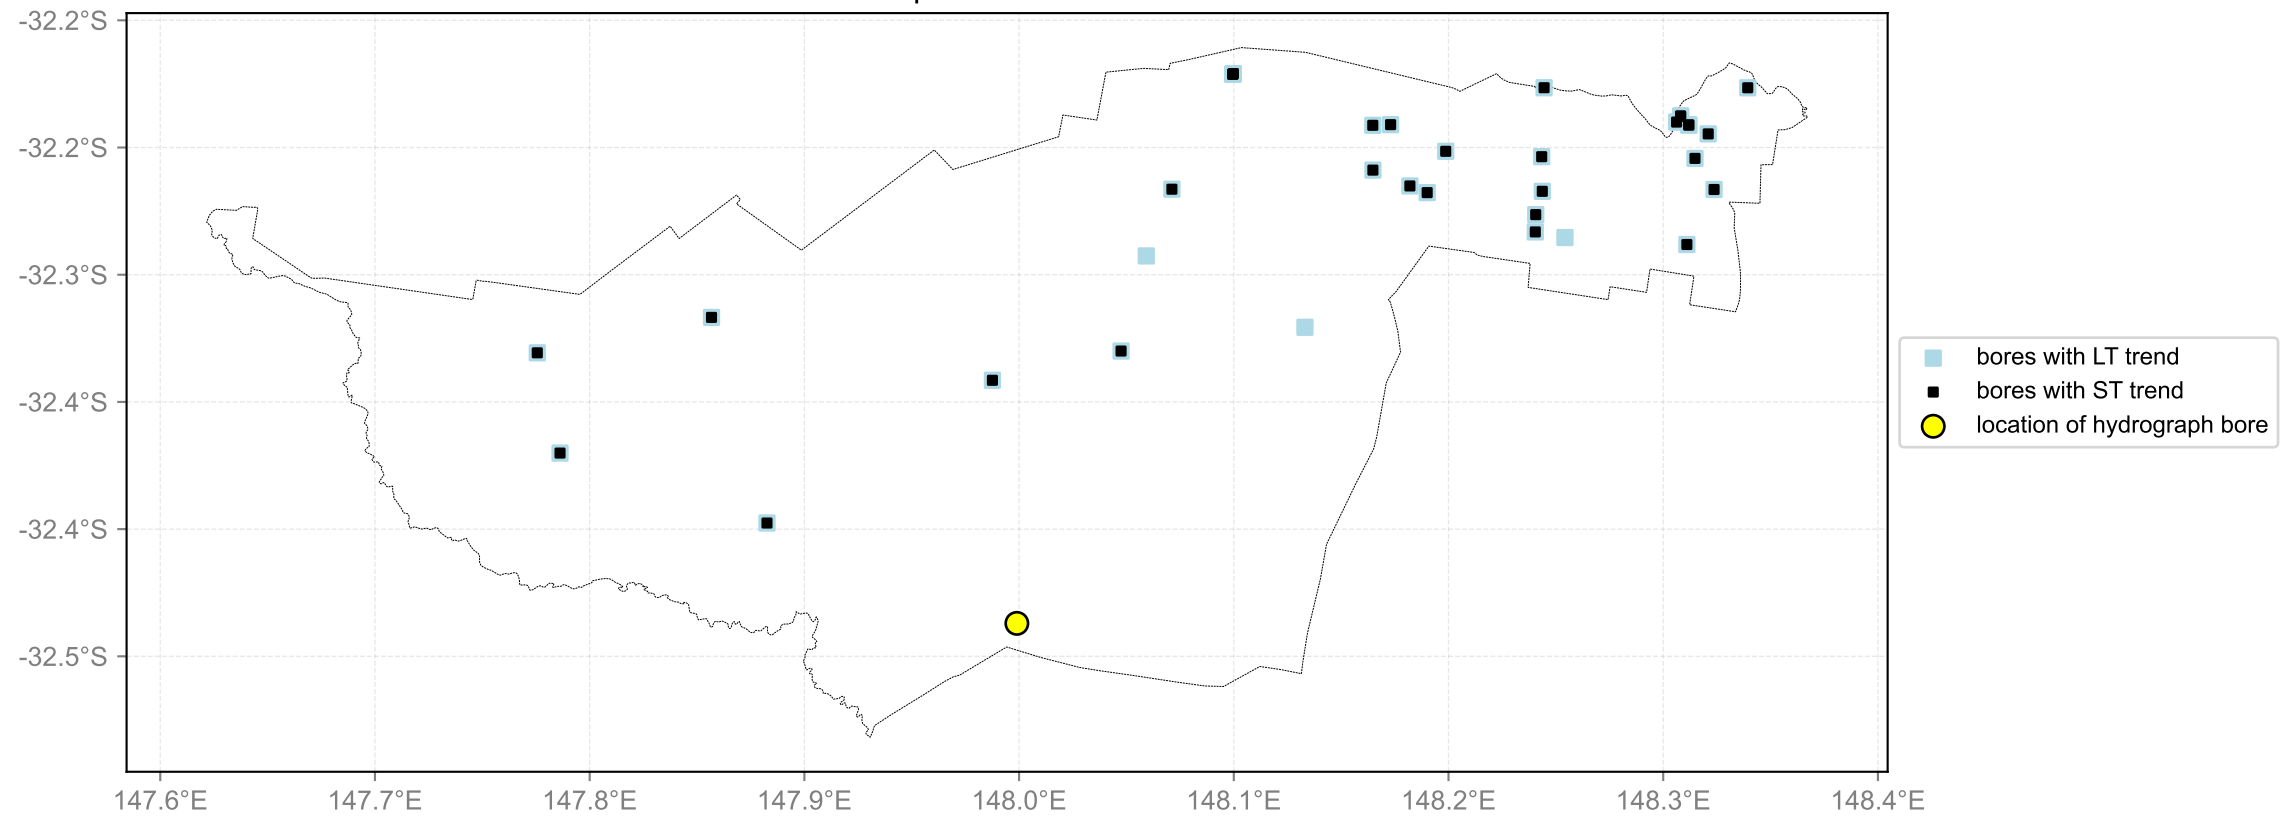 -32.2°S
-32.2°S
-32.3°S
-32.4°S
-32.4°S
-32.5°S
147.6°E 147.7°E 147.8°E 147.9°E 148.0°E 148.1°E 148.2°E 148.3°E 148.4°E
bores with LT trend
bores with ST trend
location of hydrograph bore